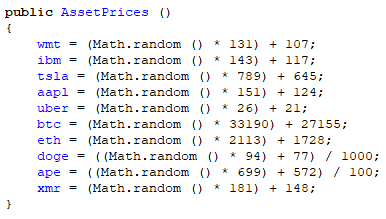 public AssetPrices ()
{
wmt = (Math.random () * 131) + 107;
ibm = (Math.random () * 143) + 117;
tsla = (Math.random () * 789) + 645;
aapl = (Math.random () * 151) + 124;
uber = (Math.random () * 26) + 21;
btc = (Math.random () * 33190) + 27155;
eth = (Math.random () * 2113) + 1728;
doge = ((Math.random () * 94) + 77) / 1000;
ape = ((Math.random () * 699) + 572) / 100;
xmr = (Math.random () * 181) + 148;
}